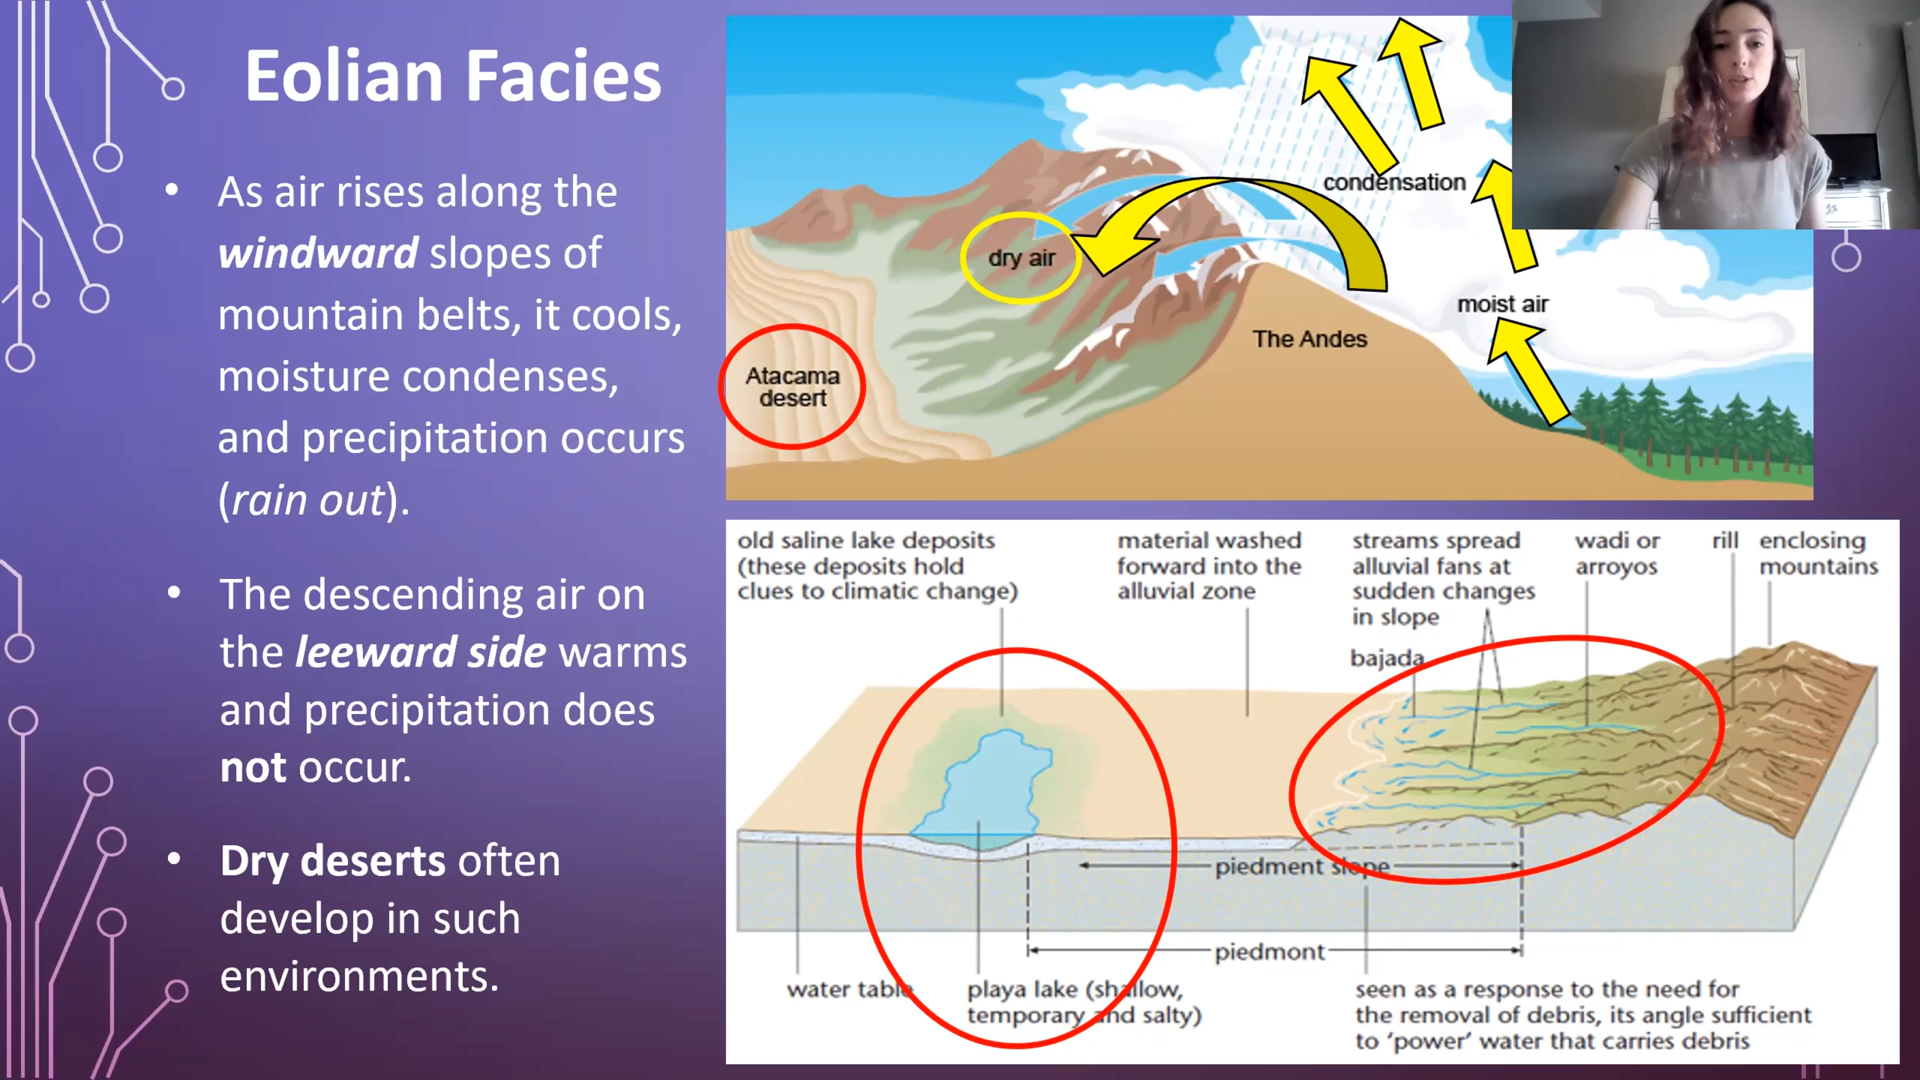 Eolian Facies
As air rises along the
windward slopes of
mountain belts, it cools,
moisture condenses,
and precipitation occurs
(rain out).
The descending air on
the leeward side warms
and precipitation does
not occur.
Dry deserts often
develop in such
environments.
condensation
dry air
moist air
The Andes
Atacama
desert
old saline lake deposits
(these deposits hold
clues to climatic change)
material washed
forward into the
alluvial zone
streams spread
alluvial fans at
sudden changes
in slope
bajada
wadi or
arroyos
rill
enclosing
mountains
piedment slope
piedmont
water table
playa lake (shallow,
temporary and salty)
seen as a response to the need for
the removal of debris, its angle sufficient
to 'power' water that carries debris